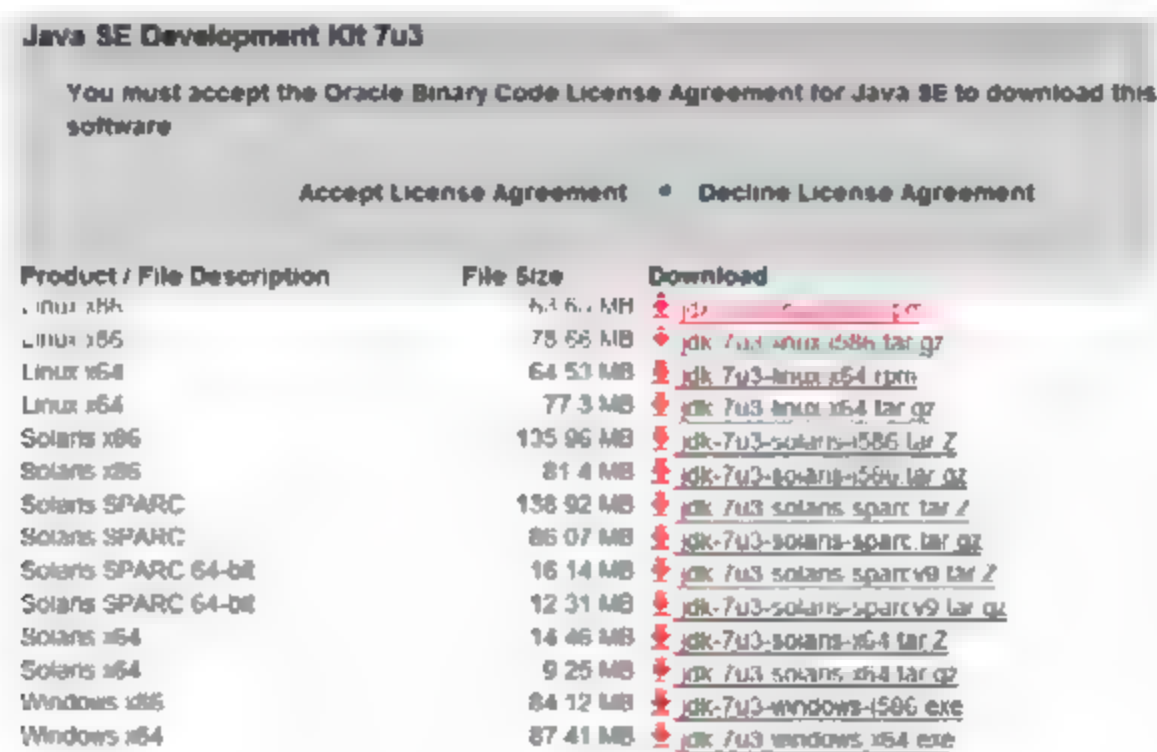 Java SE Development Kit 7u3
You must accept the Oracle Binary Code License Agreement for Java SE to download this
software
Accept License Agreement Decline License Agreement
Product / File Description File Size Download
Linux x86 MB
Linux x86 78.66 MB jdk-7u3-linux-i586.tar.gz
Linux x64 64.53 MB jdk-7u3-linux-x64.rpm
Linux x64 77.3 MB jdk-7u3-linux-x64.tar.gz
Solaris x86 135.96 MB jdk-7u3-solaris-i586.tar.Z
Solaris x86 81.4 MB jdk-7u3-solaris-i586.tar.gz
Solaris SPARC 138.92 MB jdk-7u3-solaris-sparc.tar.Z
Solaris SPARC 86.07 MB jdk-7u3-solaris-sparc.tar.gz
Solaris SPARC 64-bit 16.14 MB jdk-7u3-solaris-sparcv9.tar.Z
Solaris SPARC 64-bit 12.31 MB jdk-7u3-solaris-sparcv9.tar.gz
Solaris x64 14.46 MB jdk-7u3-solaris-x64.tar.Z
Solaris x64 9.25 MB jdk-7u3-solaris-x64.tar.gz
Windows x86 84.12 MB jdk-7u3-windows-i586.exe
Windows x64 87.41 MB jdk-7u3-windows-x64.exe